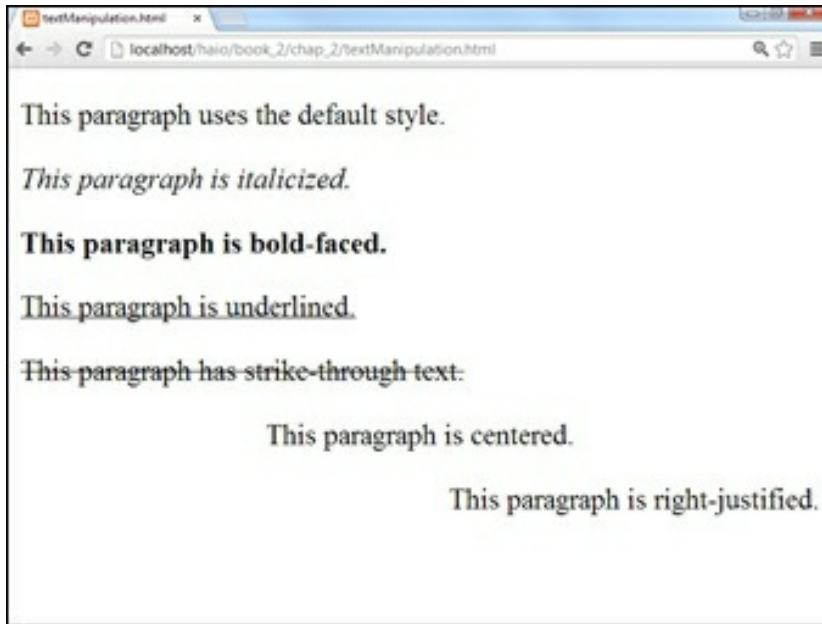 textManipulation.html
localhost/haio/book_2/chap_2/textManipulation.html
This paragraph uses the default style.
This paragraph is italicized.
This paragraph is bold-faced.
This paragraph is underlined.
This paragraph has strike-through text.
This paragraph is centered.
This paragraph is right-justified.